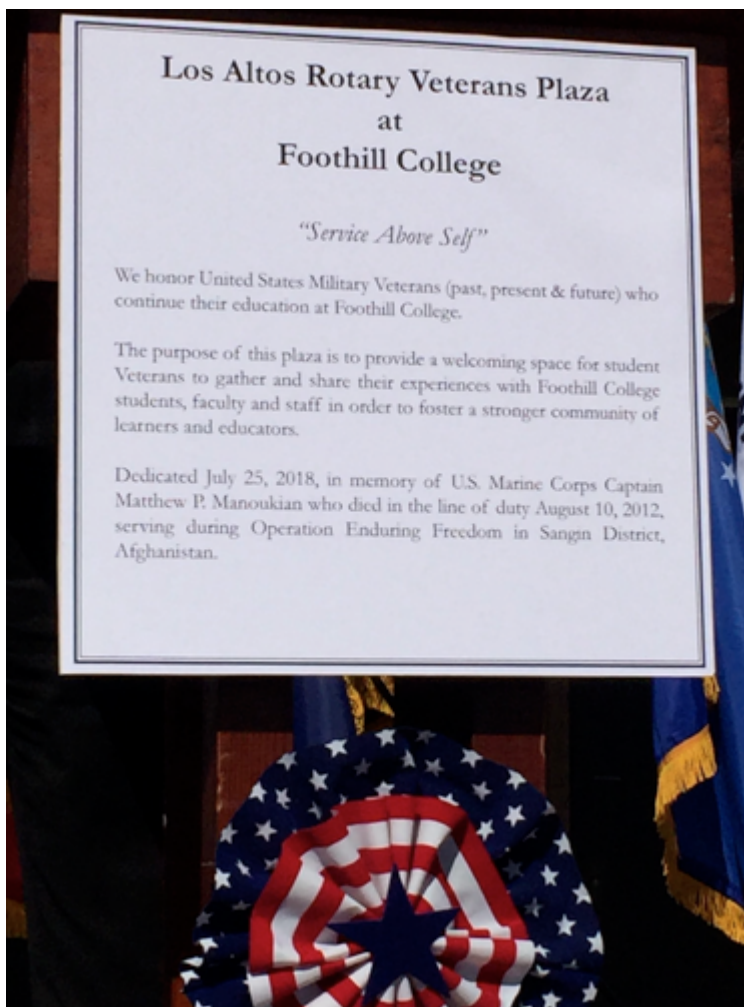 Los Altos Rotary Veterans Plaza
at
Foothill College
“Service Above Self”
We honor United States Military Veterans (past, present & future) who
continue their education at Foothill College.
The purpose of this plaza is to provide a welcoming space for student
Veterans to gather and share their experiences with Foothill College
students, faculty and staff in order to foster a stronger community of
learners and educators.
Dedicated July 25, 2018, in memory of U.S. Marine Corps Captain
Matthew P. Manoukian who died in the line of duty August 10, 2012,
serving during Operation Enduring Freedom in Sangin District,
Afghanistan.